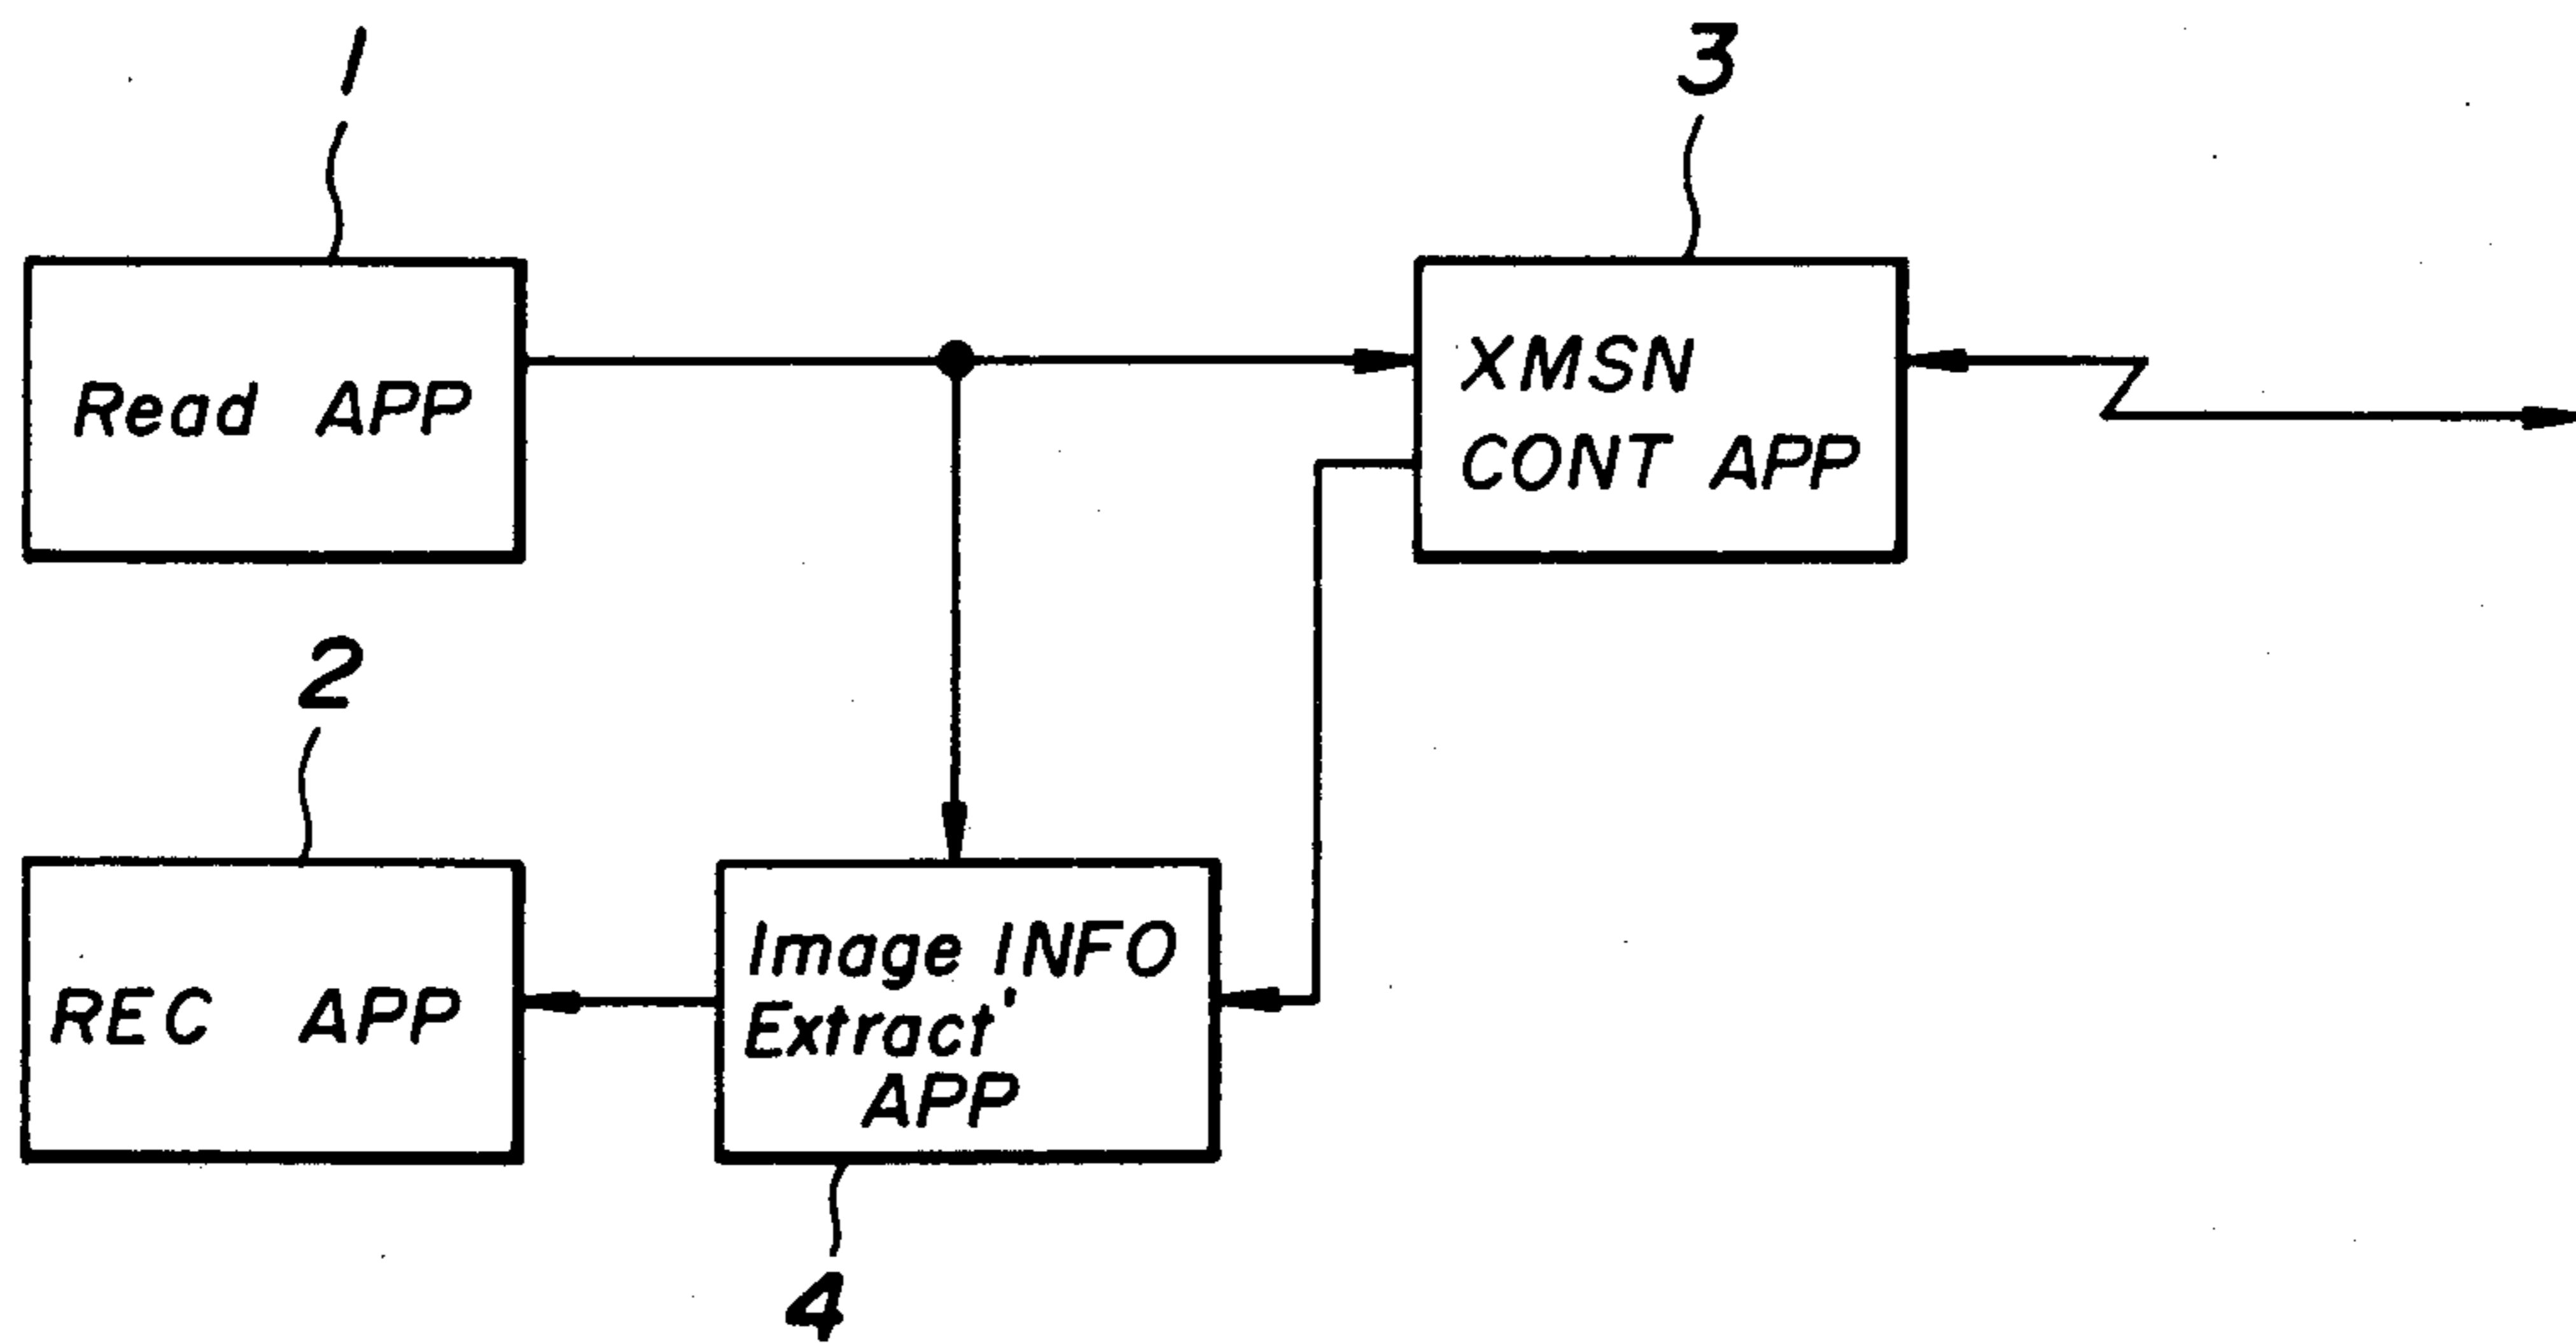 1
3
Read APP
XMSN
CONT APP
2
REC APP
Image INFO
Extract'
APP
4